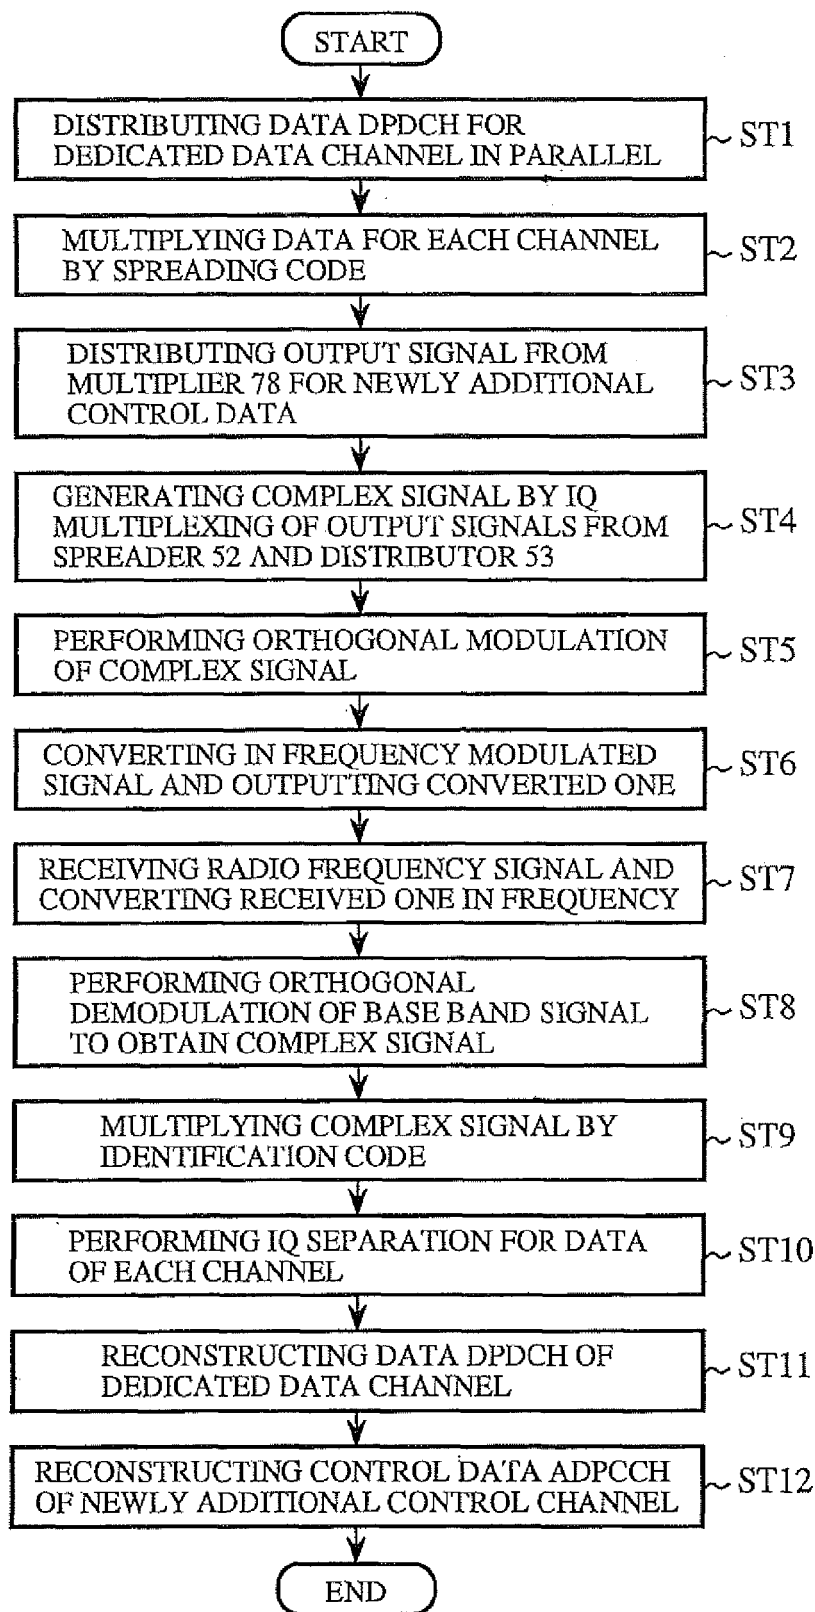 START
DISTRIBUTING DATA DPDCH FOR
DEDICATED DATA CHANNEL IN PARALLEL
ST1
MULTIPLYING DATA FOR EACH CHANNEL
BY SPREADING CODE
ST2
DISTRIBUTING OUTPUT SIGNAL FROM
MULTIPLIER 78 FOR NEWLY ADDITIONAL
CONTROL DATA
ST3
GENERATING COMPLEX SIGNAL BY IQ
MULTIPLEXING OF OUTPUT SIGNALS FROM
SPREADER 52 AND DISTRIBUTOR 53
ST4
PERFORMING ORTHOGONAL MODULATION
OF COMPLEX SIGNAL
ST5
CONVERTING IN FREQUENCY MODULATED
SIGNAL AND OUTPUTTING CONVERTED ONE
ST6
RECEIVING RADIO FREQUENCY SIGNAL AND
CONVERTING RECEIVED ONE IN FREQUENCY
ST7
PERFORMING ORTHOGONAL
DEMODULATION OF BASE BAND SIGNAL
TO OBTAIN COMPLEX SIGNAL
ST8
MULTIPLYING COMPLEX SIGNAL BY
IDENTIFICATION CODE
ST9
PERFORMING IQ SEPARATION FOR DATA
OF EACH CHANNEL
ST10
RECONSTRUCTING DATA DPDCH OF
DEDICATED DATA CHANNEL
ST11
RECONSTRUCTING CONTROL DATA ADPCCH
OF NEWLY ADDITIONAL CONTROL CHANNEL
ST12
END